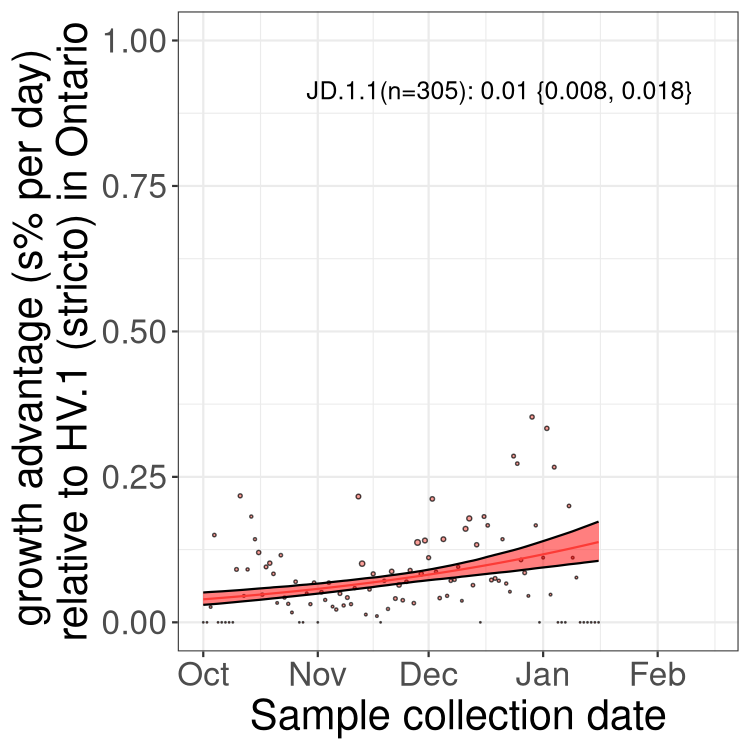 growth advantage (s% per day)
relative to HV.1 (stricto) in Ontario
1.00
0.75
0.50
0.25
0.00
JD.1.1(n=305): 0.01 {0.008, 0.018}
Oct Nov Dec Jan Feb
Sample collection date